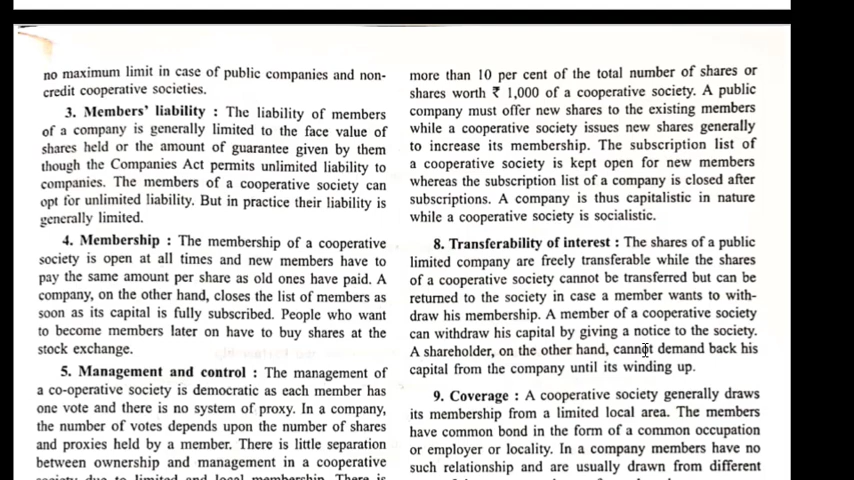 no maximum limit in case of public companies and non-
credit cooperative societies.
3. Members' liability : The liability of members
of a company is generally limited to the face value of
shares held or the amount of guarantee given by them
though the Companies Act permits unlimited liability to
companies. The members of a cooperative society can
opt for unlimited liability. But in practice their liability is
generally limited.
4. Membership : The membership of a cooperative
society is open at all times and new members have to
pay the same amount per share as old ones have paid. A
company, on the other hand, closes the list of members as
soon as its capital is fully subscribed. People who want
to become members later on have to buy shares at the
stock exchange.
5. Management and control : The management of
a co-operative society is democratic as each member has
one vote and there is no system of proxy. In a company,
the number of votes depends upon the number of shares
and proxies held by a member. There is little separation
between ownership and management in a cooperative
society due to limited and local membership. There is
more than 10 per cent of the total number of shares or
shares worth ₹ 1,000 of a cooperative society. A public
company must offer new shares to the existing members
while a cooperative society issues new shares generally
to increase its membership. The subscription list of
a cooperative society is kept open for new members
whereas the subscription list of a company is closed after
subscriptions. A company is thus capitalistic in nature
while a cooperative society is socialistic.
8. Transferability of interest : The shares of a public
limited company are freely transferable while the shares
of a cooperative society cannot be transferred but can be
returned to the society in case a member wants to with-
draw his membership. A member of a cooperative society
can withdraw his capital by giving a notice to the society.
A shareholder, on the other hand, cannot demand back his
capital from the company until its winding up.
9. Coverage : A cooperative society generally draws
its membership from a limited local area. The members
have common bond in the form of a common occupation
or employer or locality. In a company members have no
such relationship and are usually drawn from different